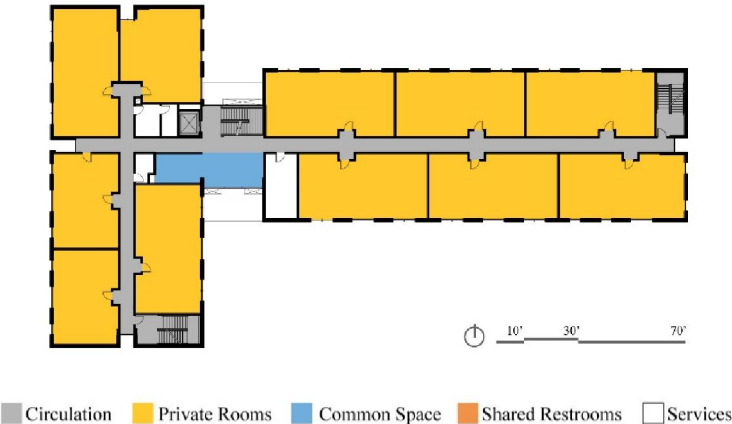 10' 30' 70'
Circulation Private Rooms Common Space Shared Restrooms Services